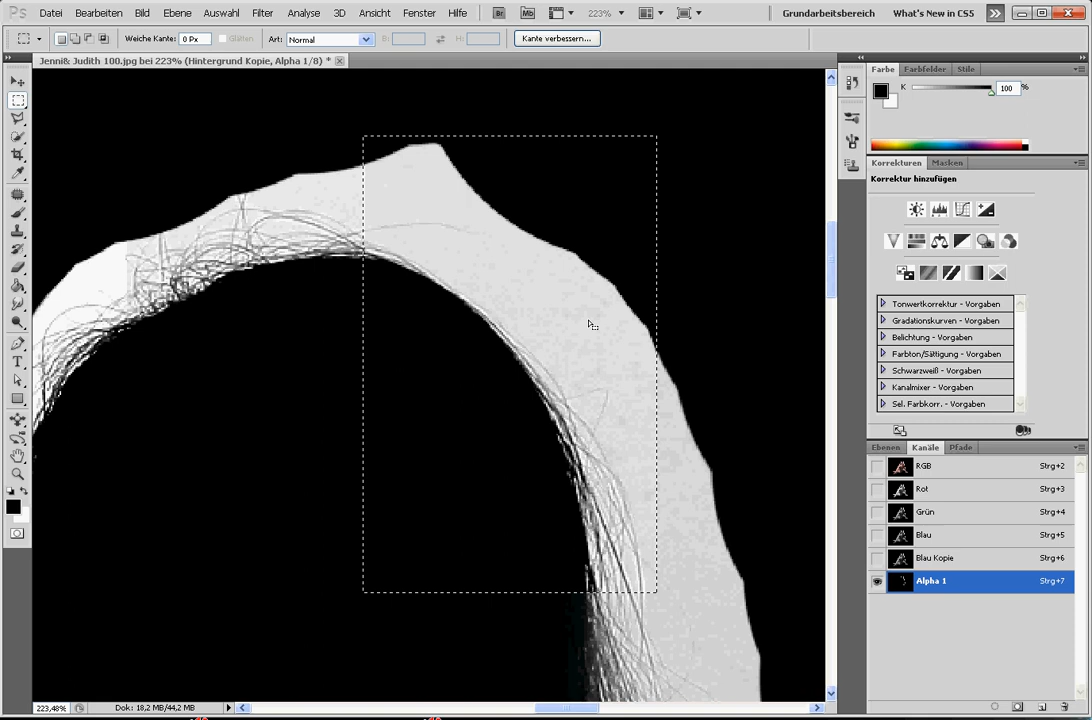 Ps Datei Bearbeiten Bild Ebene Auswahl Filter Analyse 3D Ansicht Fenster Hilfe Br Mb 223% Grundarbeitsbereich What's New in CS5
Weiche Kante: 0 Px Glätten Art: Normal B: H: Kante verbessern...
Jenni& Judith 100.jpg bei 223% (Hintergrund Kopie, Alpha 1/8) *
Farbe Farbfelder Stile
K 100 %
Korrekturen Masken
Korrektur hinzufügen
Tonwertkorrektur - Vorgaben
Gradationskurven - Vorgaben
Belichtung - Vorgaben
Farbton/Sättigung - Vorgaben
Schwarzweiß - Vorgaben
Kanalmixer - Vorgaben
Sel. Farbkorr. - Vorgaben
Ebenen Kanäle Pfade
RGB Strg+2
Rot Strg+3
Grün Strg+4
Blau Strg+5
Blau Kopie Strg+6
Alpha 1 Strg+7
223,48% Dok: 18,2 MB/44,2 MB